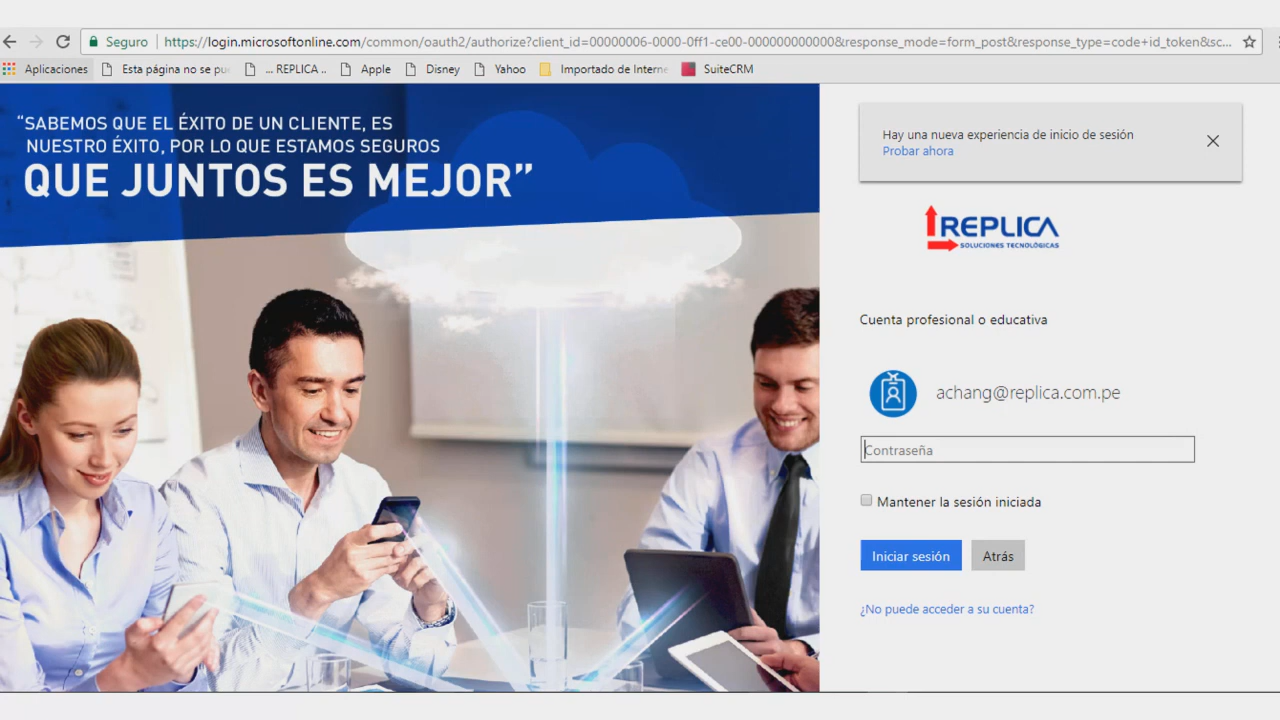 Seguro | https://login.microsoftonline.com/common/oauth2/authorize?client_id=00000006-0000-0ff1-ce00-000000000000&response_mode=form_post&response_type=code+id_token&sc...
Aplicaciones Esta página no se pu ... REPLICA .. Apple Disney Yahoo Importado de Interne SuiteCRM
“SABEMOS QUE EL ÉXITO DE UN CLIENTE, ES
NUESTRO ÉXITO, POR LO QUE ESTAMOS SEGUROS
QUE JUNTOS ES MEJOR”
Hay una nueva experiencia de inicio de sesión
Probar ahora
REPLICA
SOLUCIONES TECNOLÓGICAS
Cuenta profesional o educativa
achang@replica.com.pe
Contraseña
Mantener la sesión iniciada
Iniciar sesión Atrás
¿No puede acceder a su cuenta?